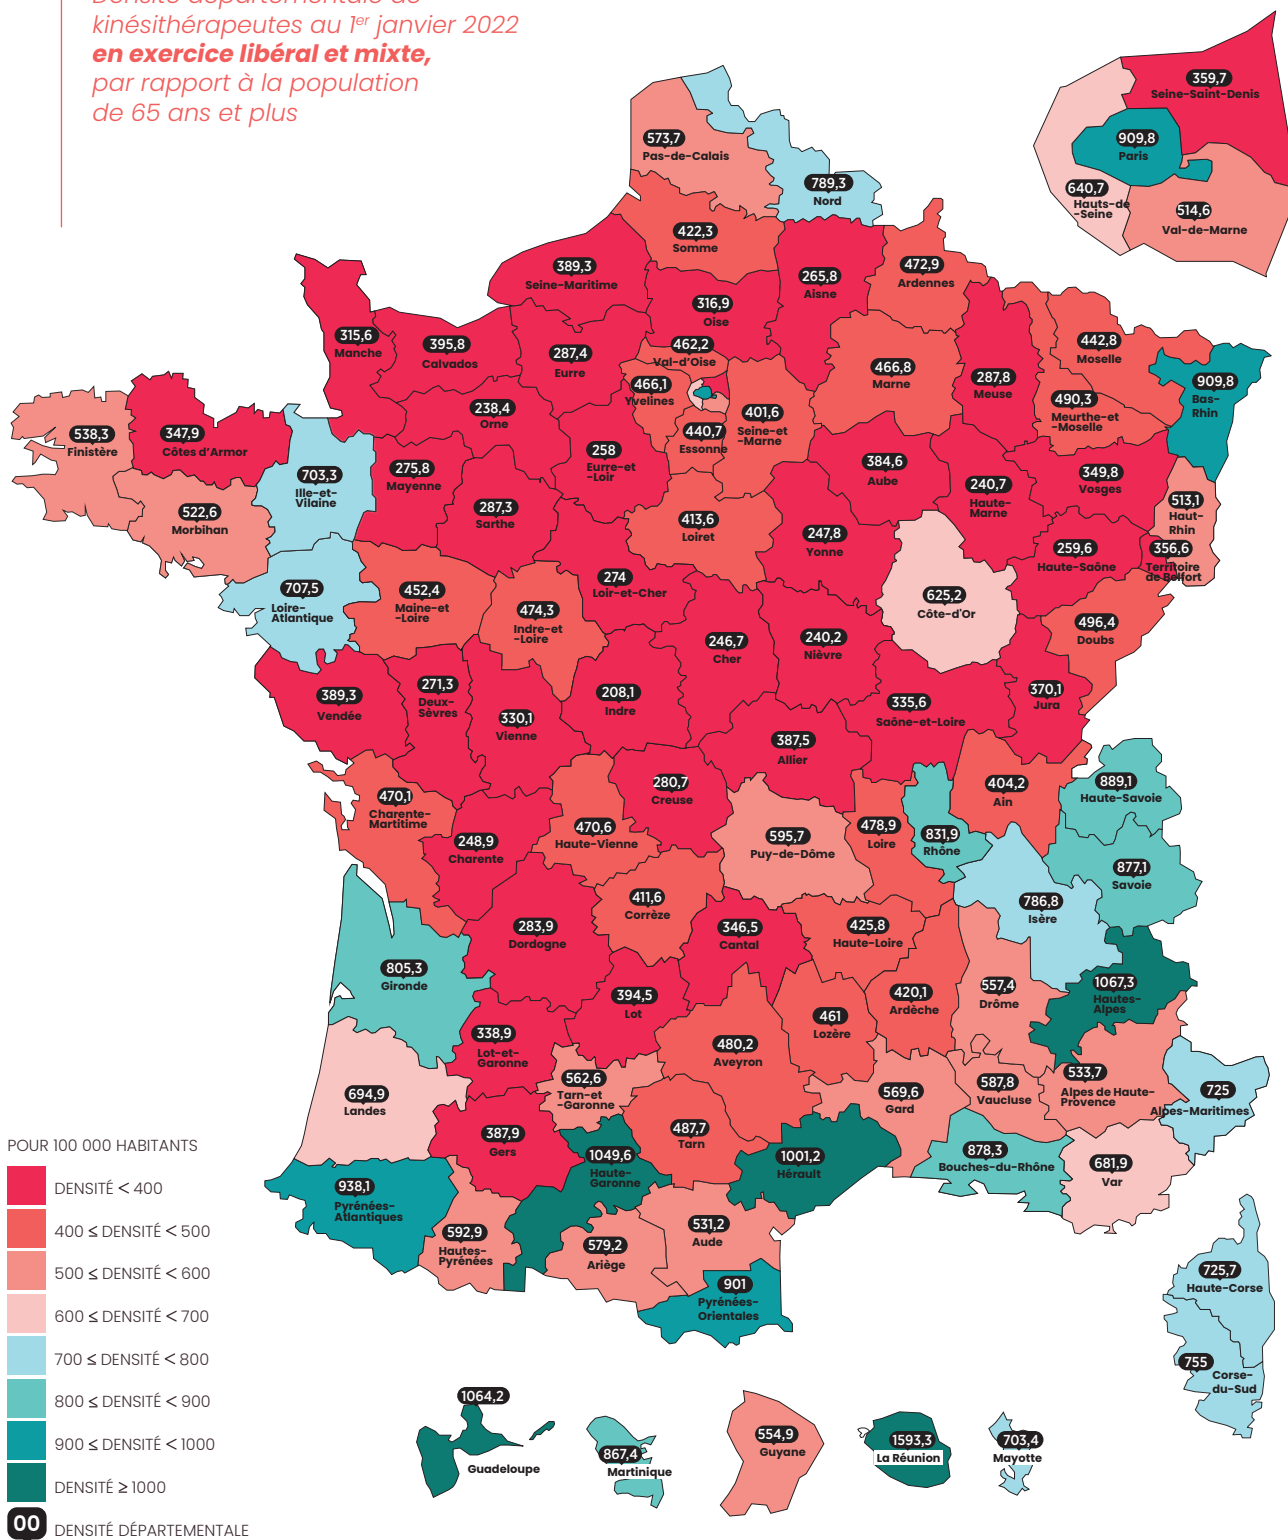 Densité départementale de
kinésithérapeutes au 1er janvier 2022
en exercice libéral et mixte,
par rapport à la population
de 65 ans et plus
359,7
Seine-Saint-Denis
909,8
Paris
640,7
Hauts-de
-Seine
514,6
Val-de-Marne
573,7
Pas-de-Calais
789,3
Nord
422,3
Somme
389,3
Seine-Maritime
265,8
Aisne
472,9
Ardennes
316,9
Oise
315,6
Manche
395,8
Calvados
287,4
Eurre
462,2
Val-d'Oise
466,1
Yvelines
466,8
Marne
287,8
Meuse
442,8
Moselle
490,3
Meurthe-et
-Moselle
909,8
Bas-
Rhin
238,4
Orne
401,6
Seine-et
-Marne
440,7
Essonne
538,3
Finistère
347,9
Côtes d'Armor
703,3
Ille-et-
Vilaine
275,8
Mayenne
258
Eurre-et
-Loir
384,6
Aube
240,7
Haute-
Marne
349,8
Vosges
513,1
Haut-
Rhin
522,6
Morbihan
287,3
Sarthe
413,6
Loiret
247,8
Yonne
259,6
Haute-Saône
356,6
Territoire
de Belfort
707,5
Loire-
Atlantique
452,4
Maine-et
-Loire
474,3
Indre-et
-Loire
274
Loir-et-Cher
625,2
Côte-d'Or
496,4
Doubs
246,7
Cher
240,2
Nièvre
389,3
Vendée
271,3
Deux-
Sèvres
330,1
Vienne
208,1
Indre
335,6
Saône-et-Loire
370,1
Jura
387,5
Allier
470,1
Charente-
Martitime
280,7
Creuse
404,2
Ain
889,1
Haute-Savoie
248,9
Charente
470,6
Haute-Vienne
595,7
Puy-de-Dôme
478,9
Loire
831,9
Rhône
877,1
Savoie
411,6
Corrèze
786,8
Isère
283,9
Dordogne
346,5
Cantal
425,8
Haute-Loire
805,3
Gironde
394,5
Lot
461
Lozère
420,1
Ardèche
557,4
Drôme
1067,3
Hautes-
Alpes
338,9
Lot-et-
Garonne
480,2
Aveyron
694,9
Landes
562,6
Tarn-et
-Garonne
569,6
Gard
587,8
Vaucluse
533,7
Alpes de Haute-
Provence
725
Alpes-Maritimes
387,9
Gers
1049,6
Haute-
Garonne
487,7
Tarn
1001,2
Hérault
878,3
Bouches-du-Rhône
681,9
Var
938,1
Pyrénées-
Atlantiques
592,9
Hautes-
Pyrénées
579,2
Ariège
531,2
Aude
901
Pyrénées-
Orientales
725,7
Haute-Corse
755
Corse-
du-Sud
POUR 100 000 HABITANTS
DENSITÉ < 400
400 ≤ DENSITÉ < 500
500 ≤ DENSITÉ < 600
600 ≤ DENSITÉ < 700
700 ≤ DENSITÉ < 800
800 ≤ DENSITÉ < 900
900 ≤ DENSITÉ < 1000
DENSITÉ ≥ 1000
00 DENSITÉ DÉPARTEMENTALE
1064,2
Guadeloupe
867,4
Martinique
554,9
Guyane
1593,3
La Réunion
703,4
Mayotte